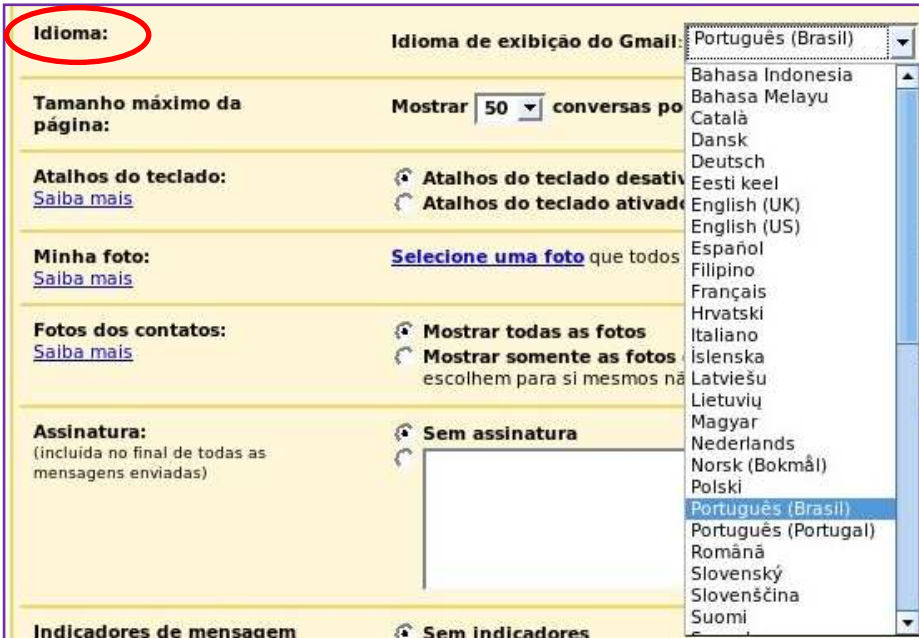 Idioma:
Idioma de exibição do Gmail: Português (Brasil)
Tamanho máximo da
página:
Mostrar 50 conversas po
Atalhos do teclado:
Saiba mais
Atalhos do teclado desativ
Atalhos do teclado ativad
Minha foto:
Saiba mais
Selecione uma foto que todos
Fotos dos contatos:
Saiba mais
Mostrar todas as fotos
Mostrar somente as fotos
escolhem para si mesmos nã
Assinatura:
(incluída no final de todas as
mensagens enviadas)
Sem assinatura
Indicadores de mensagem
Sem indicadores
Bahasa Indonesia
Bahasa Melayu
Català
Dansk
Deutsch
Eesti keel
English (UK)
English (US)
Español
Filipino
Français
Hrvatski
Italiano
Íslenska
Latviešu
Lietuvių
Magyar
Nederlands
Norsk (Bokmål)
Polski
Português (Brasil)
Português (Portugal)
Română
Slovenský
Slovenščina
Suomi